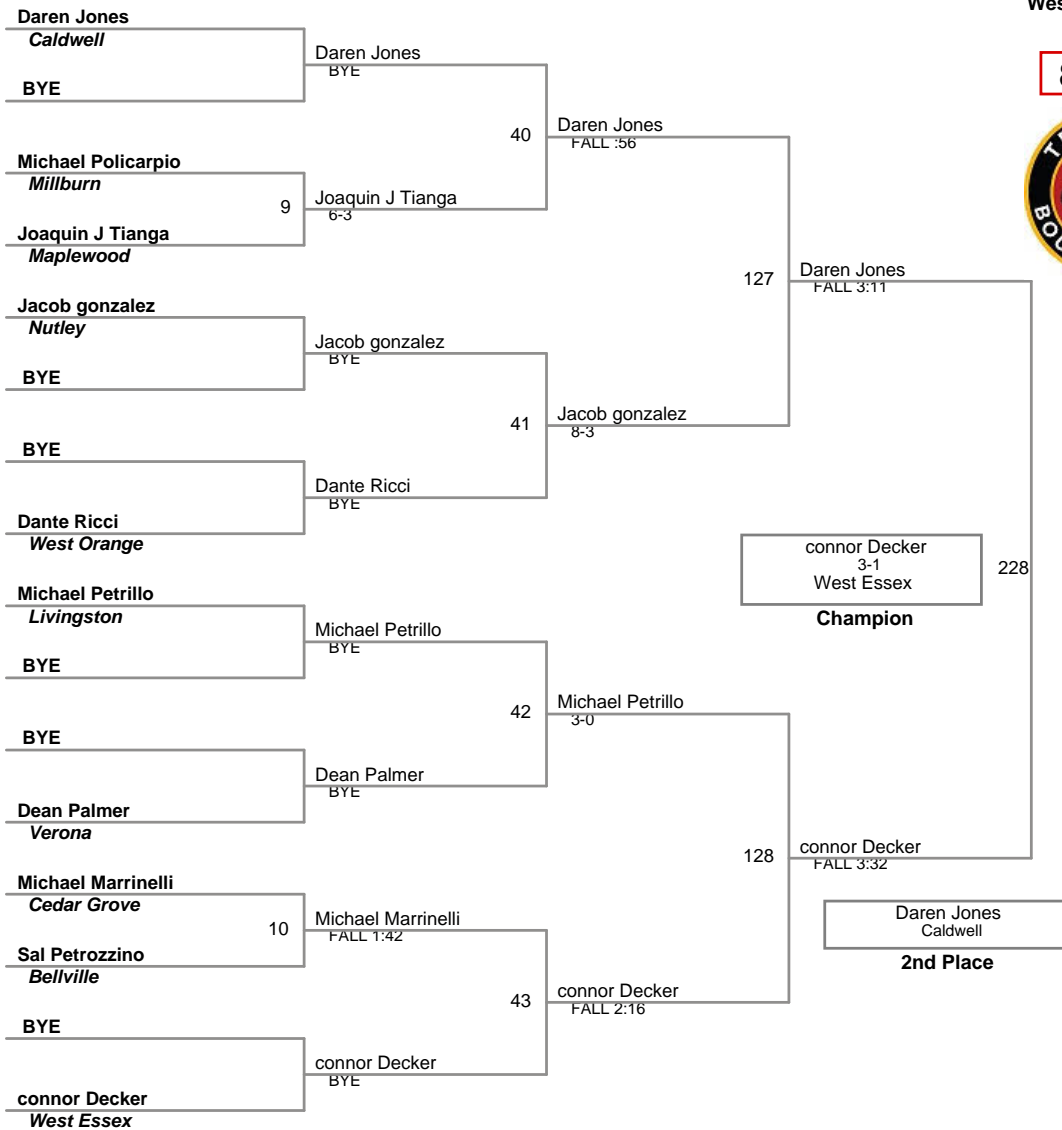 Wes
Daren Jones
Caldwell
Daren Jones
BYE
BYE
40
Daren Jones
FALL :56
Michael Policarpio
Millburn
9
Joaquin J Tianga
6-3
Joaquin J Tianga
Maplewood
127
Daren Jones
FALL 3:11
Jacob gonzalez
Nutley
Jacob gonzalez
BYE
BYE
41
Jacob gonzalez
8-3
BYE
Dante Ricci
BYE
Dante Ricci
West Orange
connor Decker
3-1
West Essex
228
Champion
Michael Petrillo
Livingston
Michael Petrillo
BYE
BYE
42
Michael Petrillo
3-0
BYE
Dean Palmer
BYE
Dean Palmer
Verona
128
connor Decker
FALL 3:32
Michael Marrinelli
Cedar Grove
10
Michael Marrinelli
FALL 1:42
Daren Jones
Caldwell
2nd Place
Sal Petrozzino
Bellville
43
connor Decker
FALL 2:16
BYE
connor Decker
BYE
connor Decker
West Essex